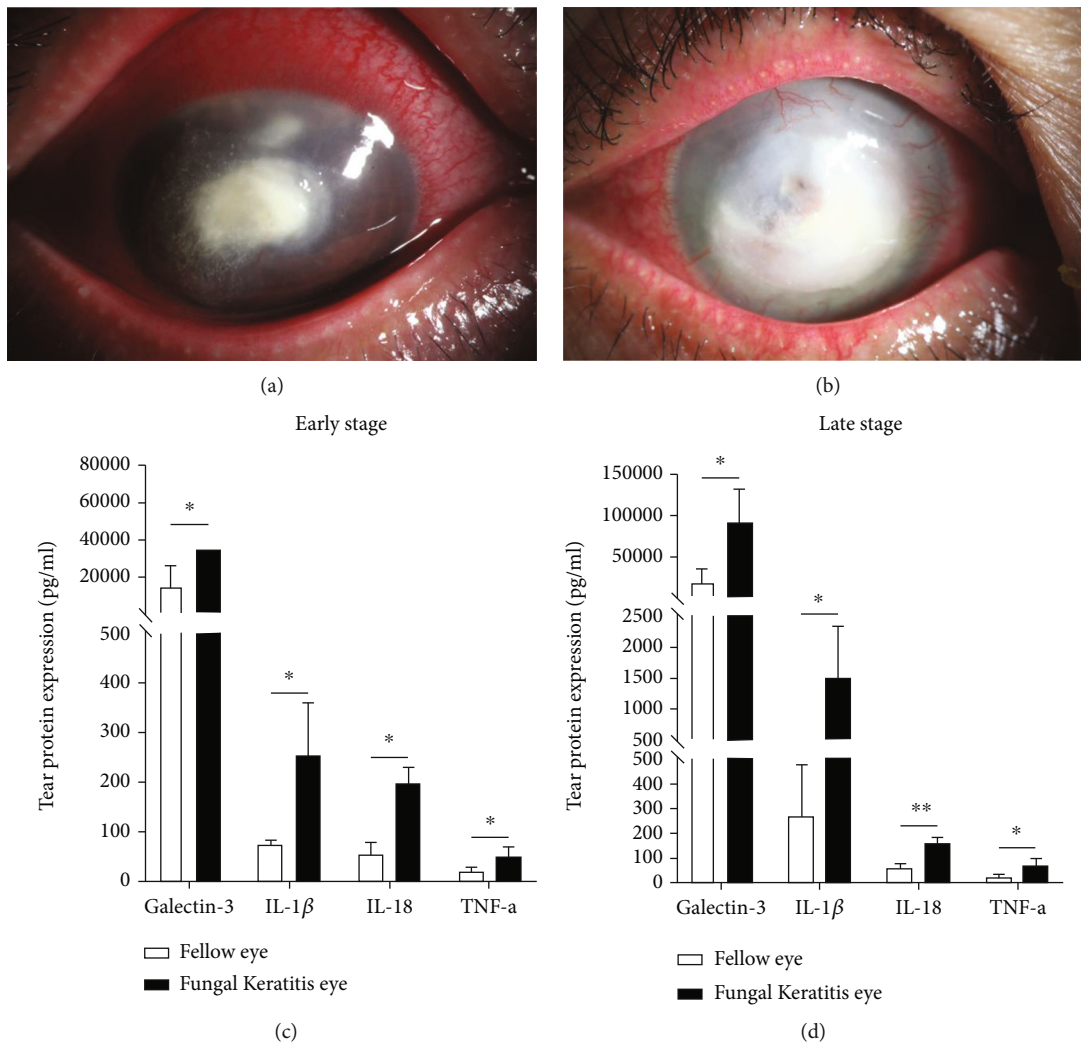 (a)
(b)
Early stage
Tear protein expression (pg/ml)
80000
60000
40000
20000
500
400
300
200
100
0
*
*
*
*
Galectin-3
IL-1β
IL-18
TNF-a
Fellow eye
Fungal Keratitis eye
(c)
Late stage
Tear protein expression (pg/ml)
150000
100000
50000
2500
2000
1500
1000
500
500
400
300
200
100
0
*
*
**
*
Galectin-3
IL-1β
IL-18
TNF-a
Fellow eye
Fungal Keratitis eye
(d)